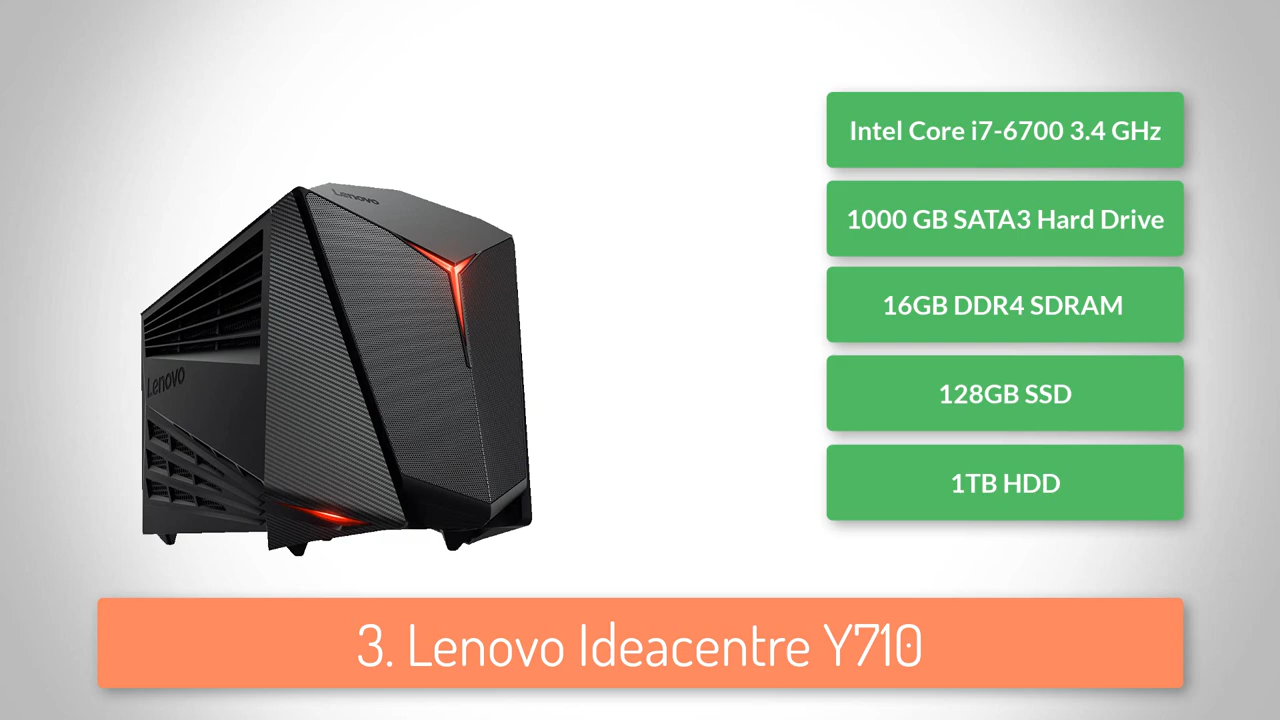 Lenovo
Lenovo
Intel Core i7-6700 3.4 GHz
1000 GB SATA3 Hard Drive
16GB DDR4 SDRAM
128GB SSD
1TB HDD
3. Lenovo Ideacentre Y710